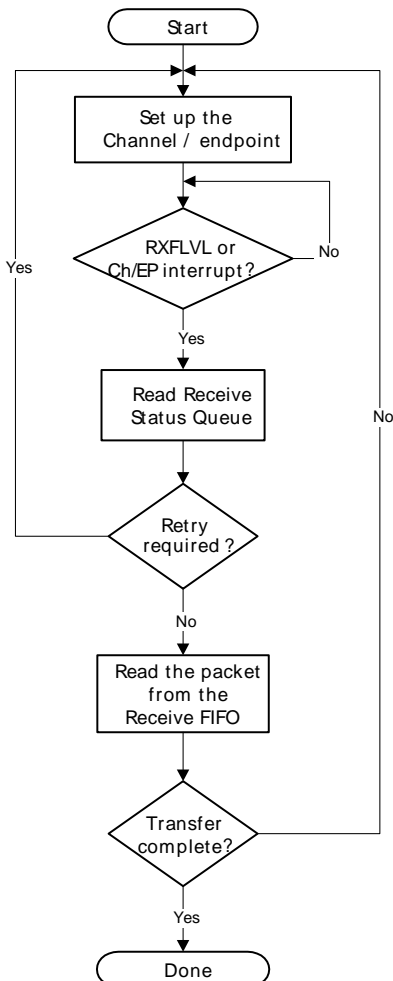 Start
Set up the
Channel / endpoint
RXFLVL or
Ch/EP interrupt?
No
Yes
Yes
Read Receive
Status Queue
No
Retry
required?
No
Read the packet
from the
Receive FIFO
Transfer
complete?
Yes
Done